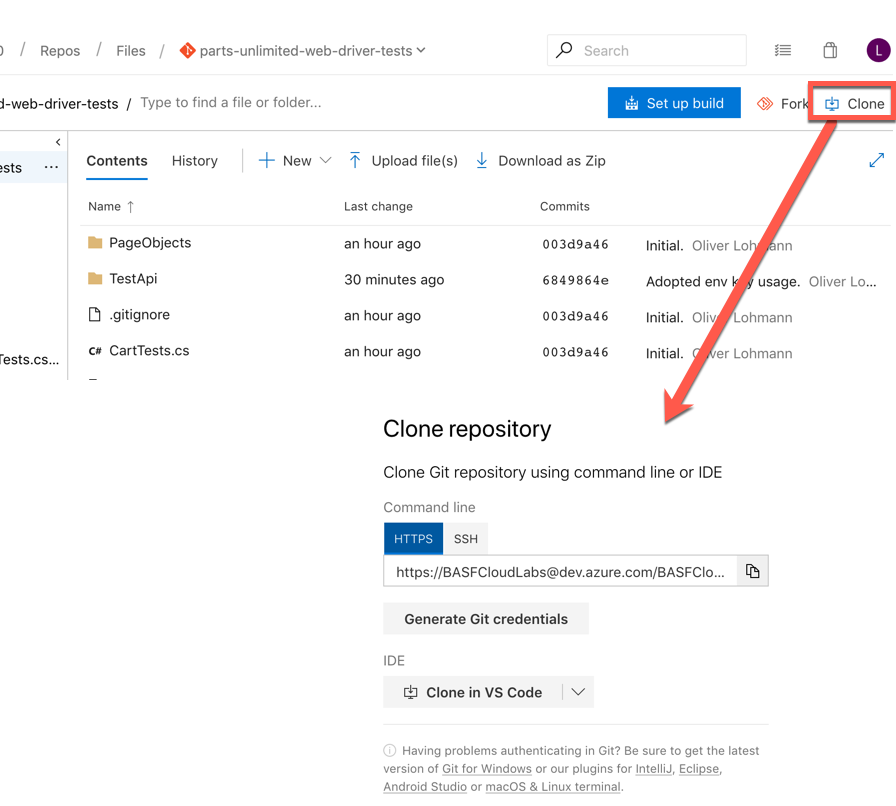 0 / Repos / Files / parts-unlimited-web-driver-tests
Search
L
d-web-driver-tests / Type to find a file or folder...
Set up build
Fork
Clone
ests ...
Contents
History
New
Upload file(s)
Download as Zip
Name ↑
Last change
Commits
PageObjects an hour ago 003d9a46 Initial. Oliver Lohmann
TestApi 30 minutes ago 6849864e Adopted env key usage. Oliver Lo...
.gitignore an hour ago 003d9a46 Initial. Oliver Lohmann
C# CartTests.cs an hour ago 003d9a46 Initial. Oliver Lohmann
Tests.cs...
Clone repository
Clone Git repository using command line or IDE
Command line
HTTPS SSH
https://BASFCloudLabs@dev.azure.com/BASFClo...
Generate Git credentials
IDE
Clone in VS Code
Having problems authenticating in Git? Be sure to get the latest
version of Git for Windows or our plugins for IntelliJ, Eclipse,
Android Studio or macOS & Linux terminal.